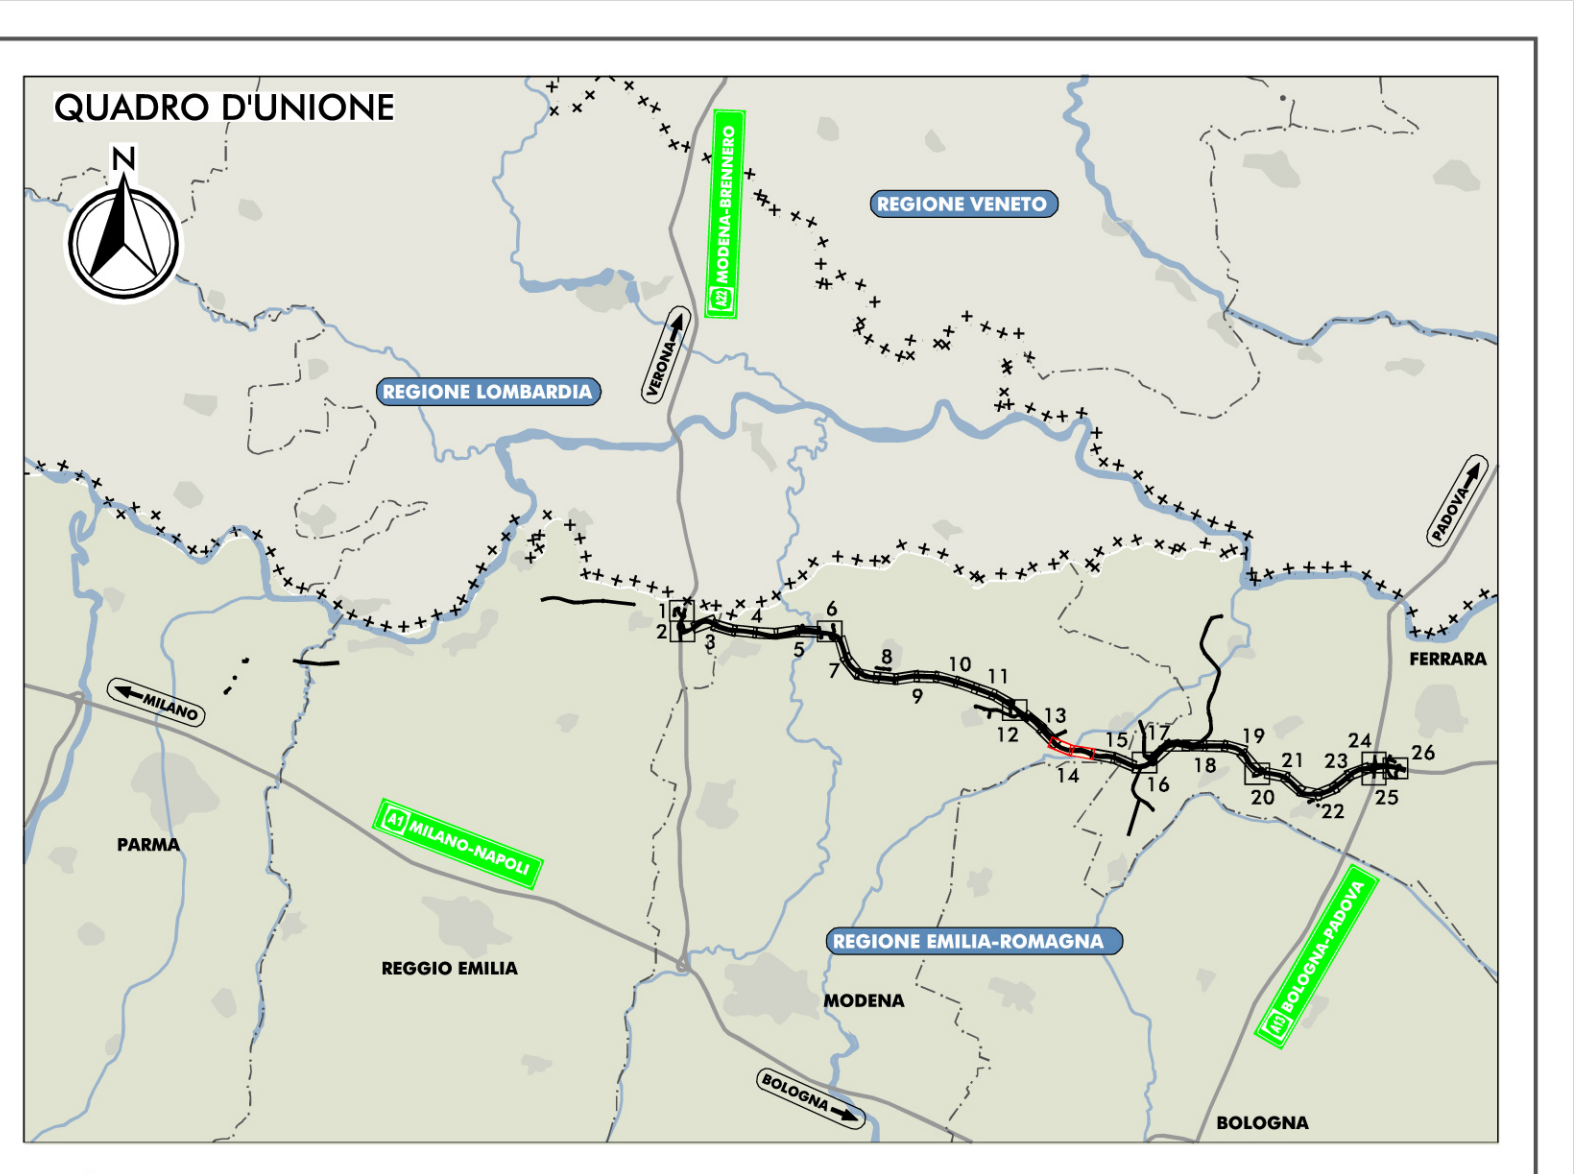 QUADRO D'UNIONE
N
A22 MODENA-BRENNERO
REGIONE VENETO
VERONA
REGIONE LOMBARDIA
PADOVA
1
2
3
4
5
6
7
8
9
10
11
12
13
14
15
16
17
18
19
20
21
22
23
24
25
26
FERRARA
MILANO
PARMA
A1 MILANO-NAPOLI
REGIONE EMILIA-ROMAGNA
A13 BOLOGNA-PADOVA
REGGIO EMILIA
MODENA
BOLOGNA
BOLOGNA